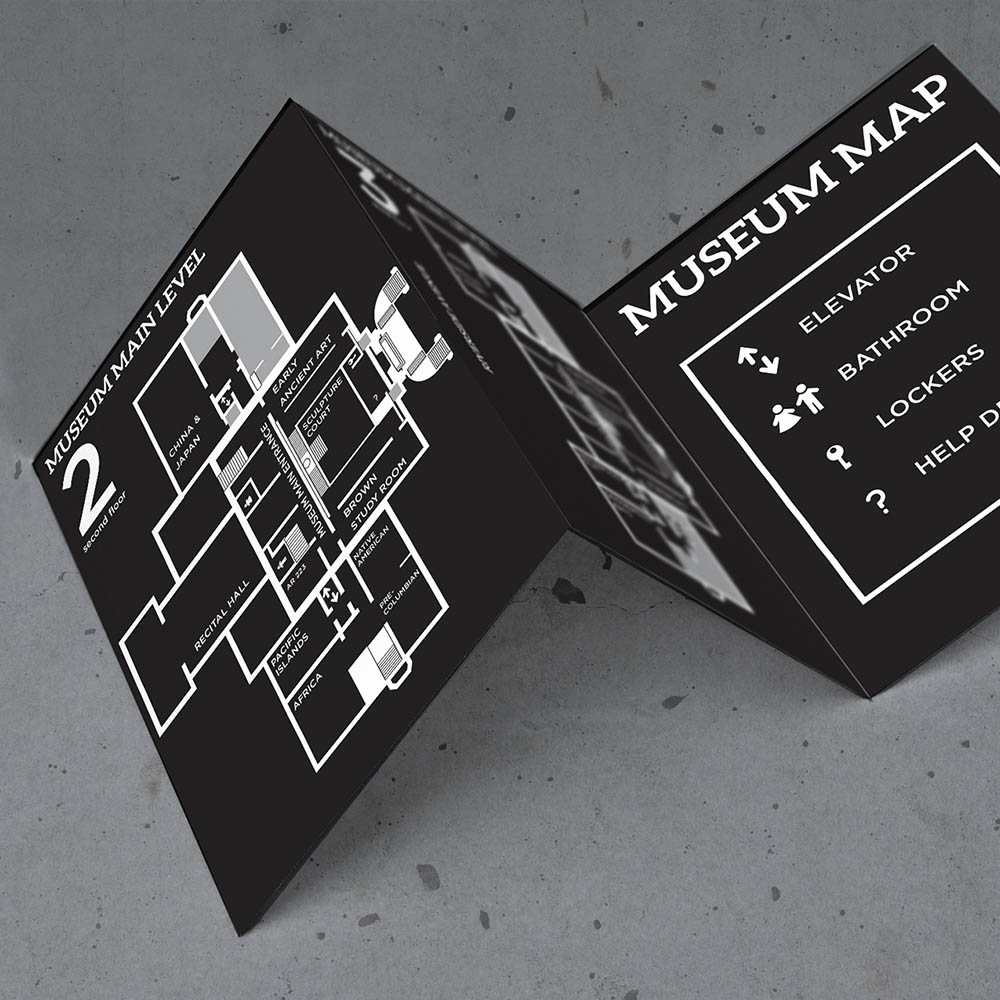 MUSEUM MAIN LEVEL
2
second floor
CHINA &
JAPAN
EARLY
ANCIENT ART
SCULPTURE
COURT
?
MUSEUM MAIN ENTRANCE
BROWN
STUDY ROOM
AR 223
NATIVE
AMERICAN
PRE-
COLUMBIAN
RECITAL HALL
PACIFIC
ISLANDS
AFRICA
MUSEUM MAP
ELEVATOR
BATHROOM
LOCKERS
?
HELP D